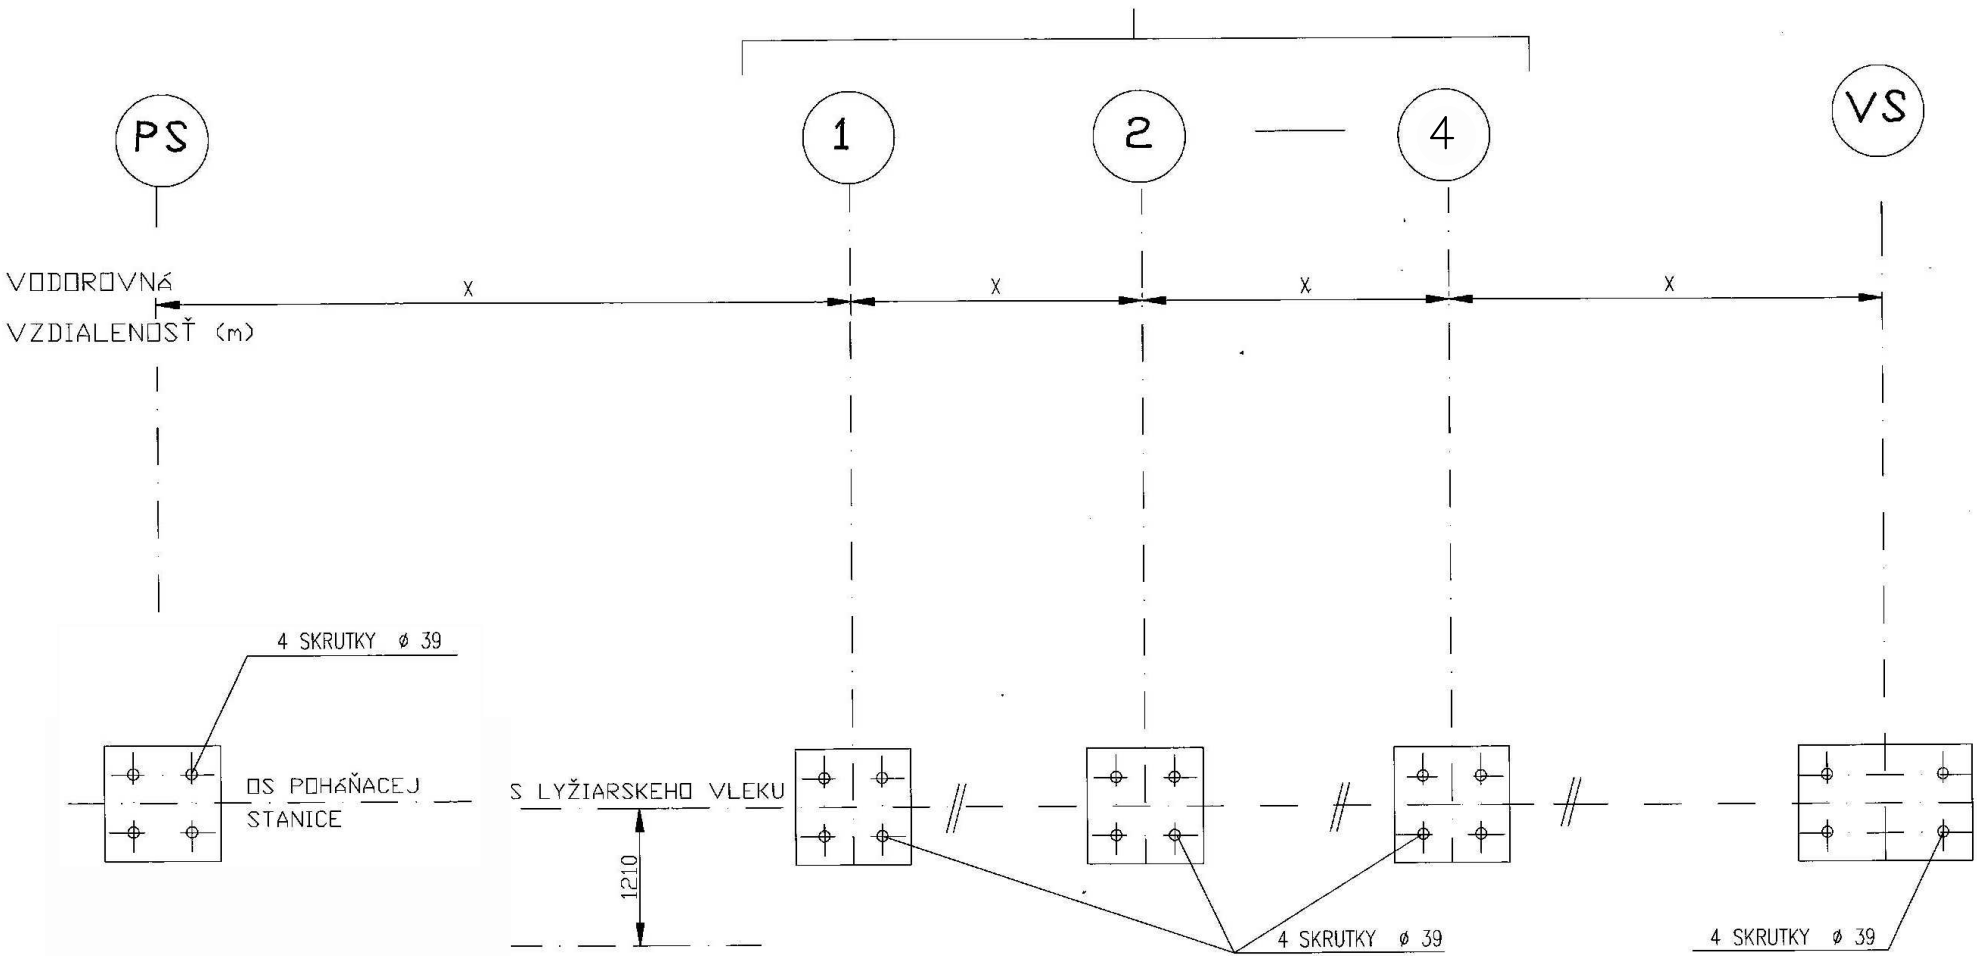 PS
1
2
4
VS
VODOROVNÁ
VZDIALENOSŤ (m)
X
X
X
X
4 SKRUTKY ø 39
OS POHÁŇACEJ
STANICE
S LYŽIARSKEHO VLEKU
1210
4 SKRUTKY ø 39
4 SKRUTKY ø 39